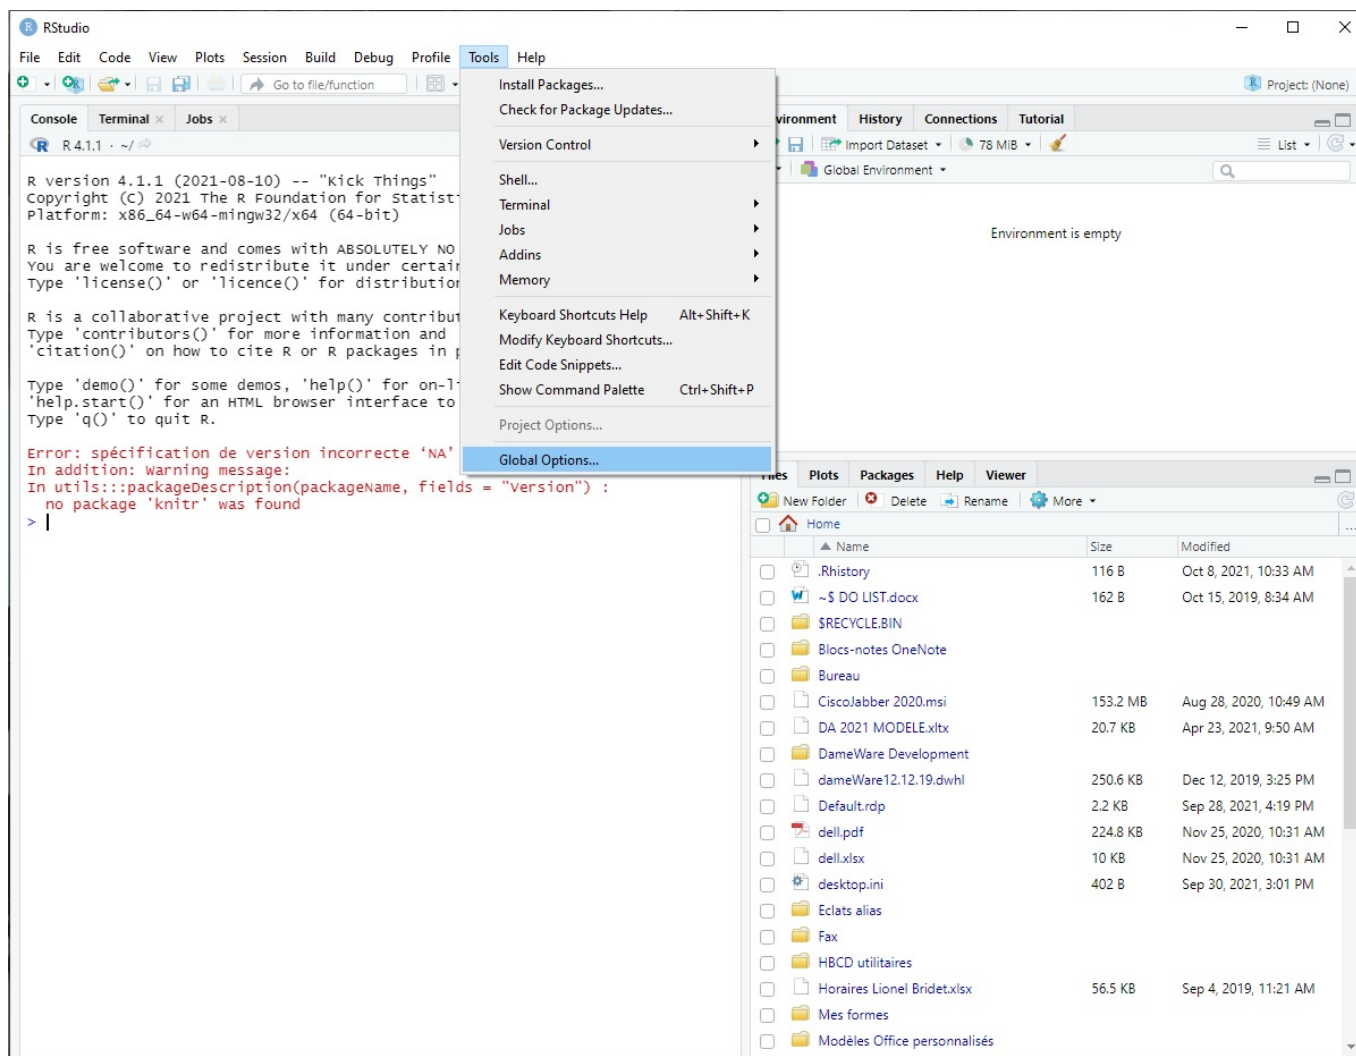 RStudio
File Edit Code View Plots Session Build Debug Profile Tools Help
Go to file/function
Project: (None)
Console Terminal Jobs
R 4.1.1 · ~/
R version 4.1.1 (2021-08-10) -- "Kick Things"
Copyright (C) 2021 The R Foundation for Statist
Platform: x86_64-w64-mingw32/x64 (64-bit)
R is free software and comes with ABSOLUTELY NO
You are welcome to redistribute it under certai
Type 'license()' or 'licence()' for distribution
R is a collaborative project with many contribut
Type 'contributors()' for more information and
'citation()' on how to cite R or R packages in p
Type 'demo()' for some demos, 'help()' for on-l
'help.start()' for an HTML browser interface to
Type 'q()' to quit R.
Error: spécification de version incorrecte ‘NA’
In addition: Warning message:
In utils:::packageDescription(packageName, fields = "Version") :
no package 'knitr' was found
>
Install Packages...
Check for Package Updates...
Version Control
Shell...
Terminal
Jobs
Addins
Memory
Keyboard Shortcuts Help Alt+Shift+K
Modify Keyboard Shortcuts...
Edit Code Snippets...
Show Command Palette Ctrl+Shift+P
Project Options...
Global Options...
vironment History Connections Tutorial
Import Dataset 78 MiB List
Global Environment
Environment is empty
Files Plots Packages Help Viewer
New Folder Delete Rename More
Home ...
Name Size Modified
.Rhistory 116 B Oct 8, 2021, 10:33 AM
~$ DO LIST.docx 162 B Oct 15, 2019, 8:34 AM
$RECYCLE.BIN
Blocs-notes OneNote
Bureau
CiscoJabber 2020.msi 153.2 MB Aug 28, 2020, 10:49 AM
DA 2021 MODELE.xltx 20.7 KB Apr 23, 2021, 9:50 AM
DameWare Development
dameWare12.12.19.dwhl 250.6 KB Dec 12, 2019, 3:25 PM
Default.rdp 2.2 KB Sep 28, 2021, 4:19 PM
dell.pdf 224.8 KB Nov 25, 2020, 10:31 AM
dell.xlsx 10 KB Nov 25, 2020, 10:31 AM
desktop.ini 402 B Sep 30, 2021, 3:01 PM
Eclats alias
Fax
HBCD utilitaires
Horaires Lionel Bridet.xlsx 56.5 KB Sep 4, 2019, 11:21 AM
Mes formes
Modèles Office personnalisés